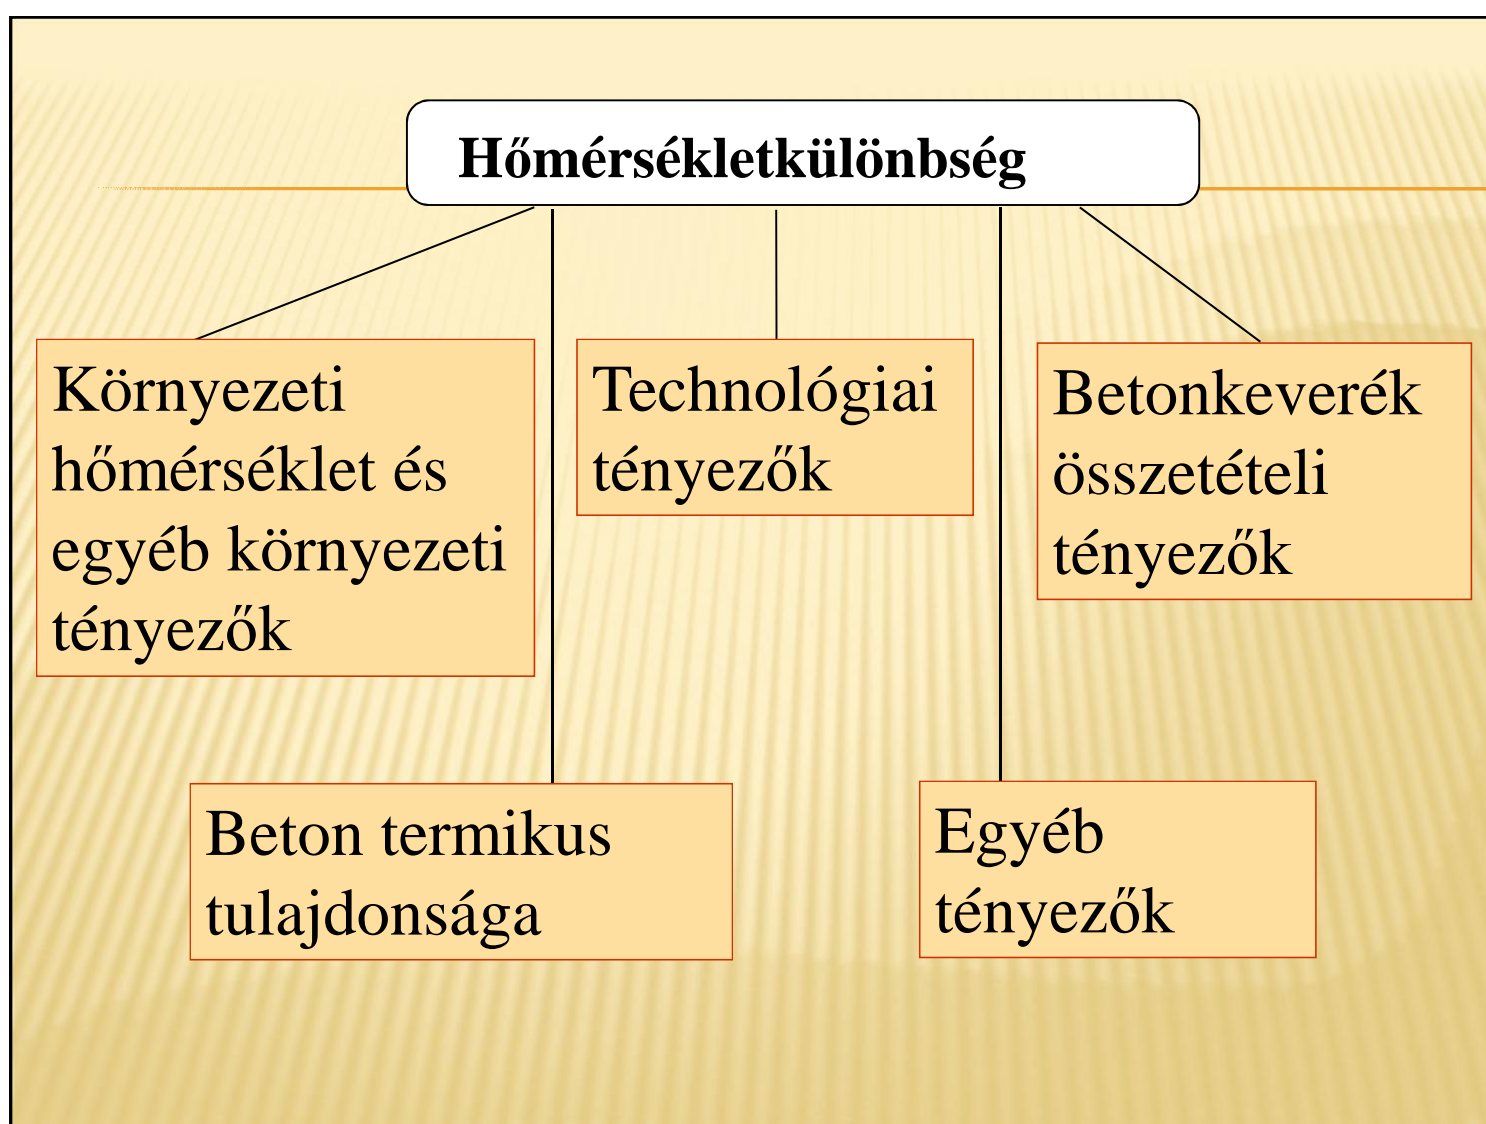 Hőmérsékletkülönbség
Környezeti
hőmérséklet és
egyéb környezeti
tényezők
Technológiai
tényezők
Betonkeverék
összetételi
tényezők
Beton termikus
tulajdonsága
Egyéb
tényezők